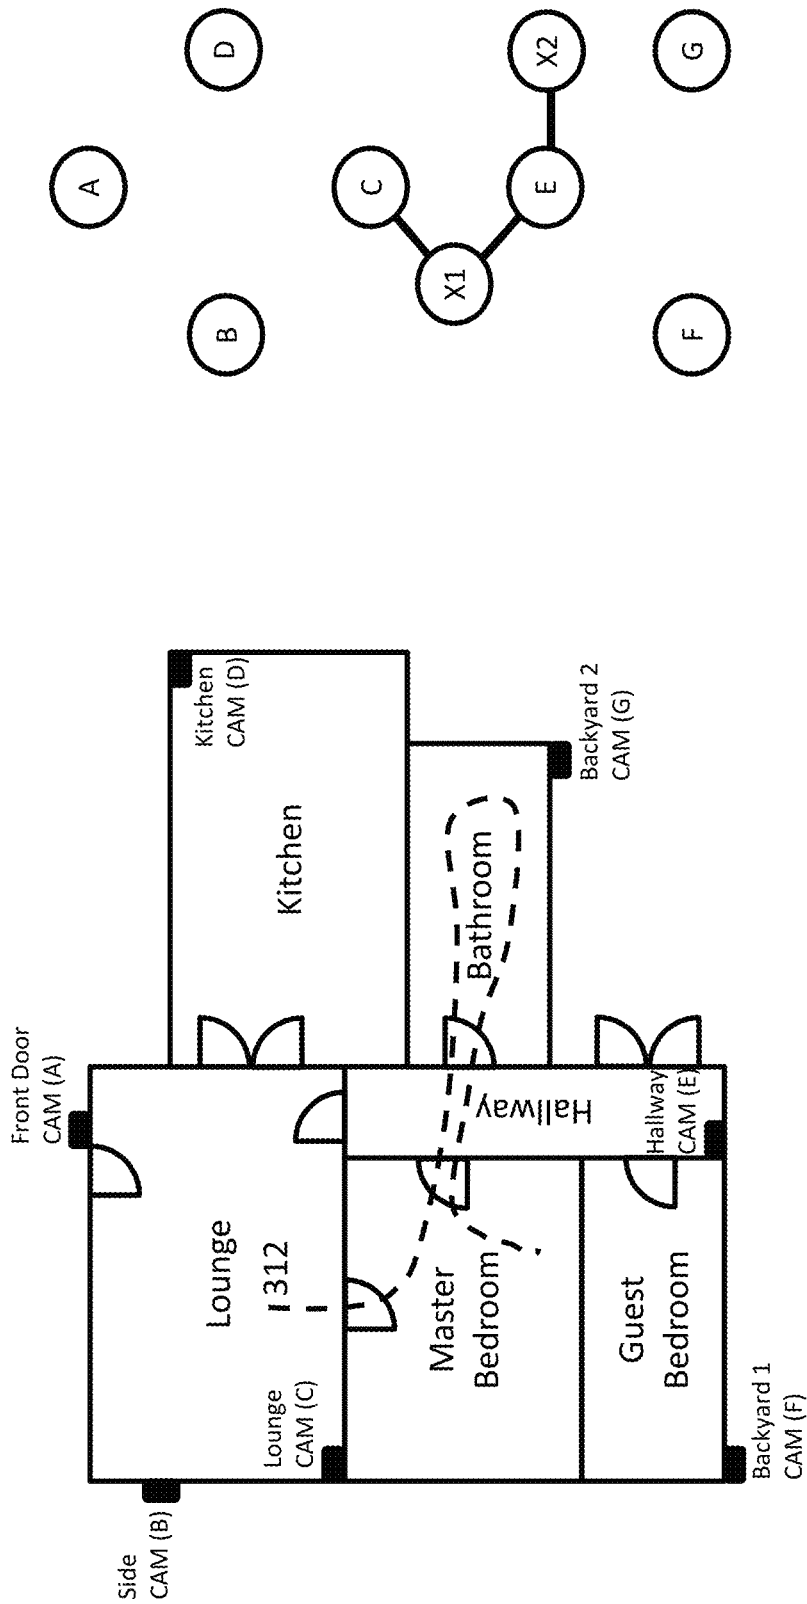 Side
CAM (B)
Front Door
CAM (A)
Lounge
312
Lounge
CAM (C)
Kitchen
Kitchen
CAM (D)
Master
Bedroom
Hallway
Bathroom
Guest
Bedroom
Hallway
CAM (E)
Backyard 1
CAM (F)
Backyard 2
CAM (G)
A
B
D
C
X1
E
X2
F
G